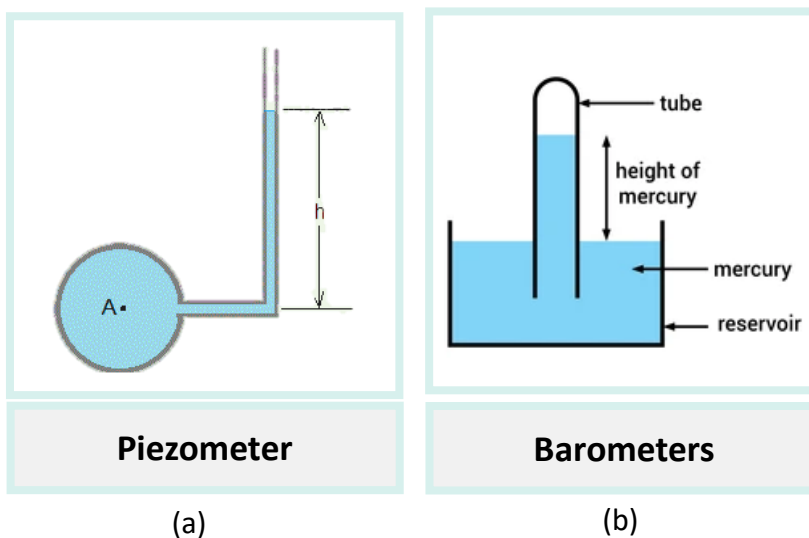 h
A
Piezometer
(a)
tube
height of
mercury
mercury
reservoir
Barometers
(b)